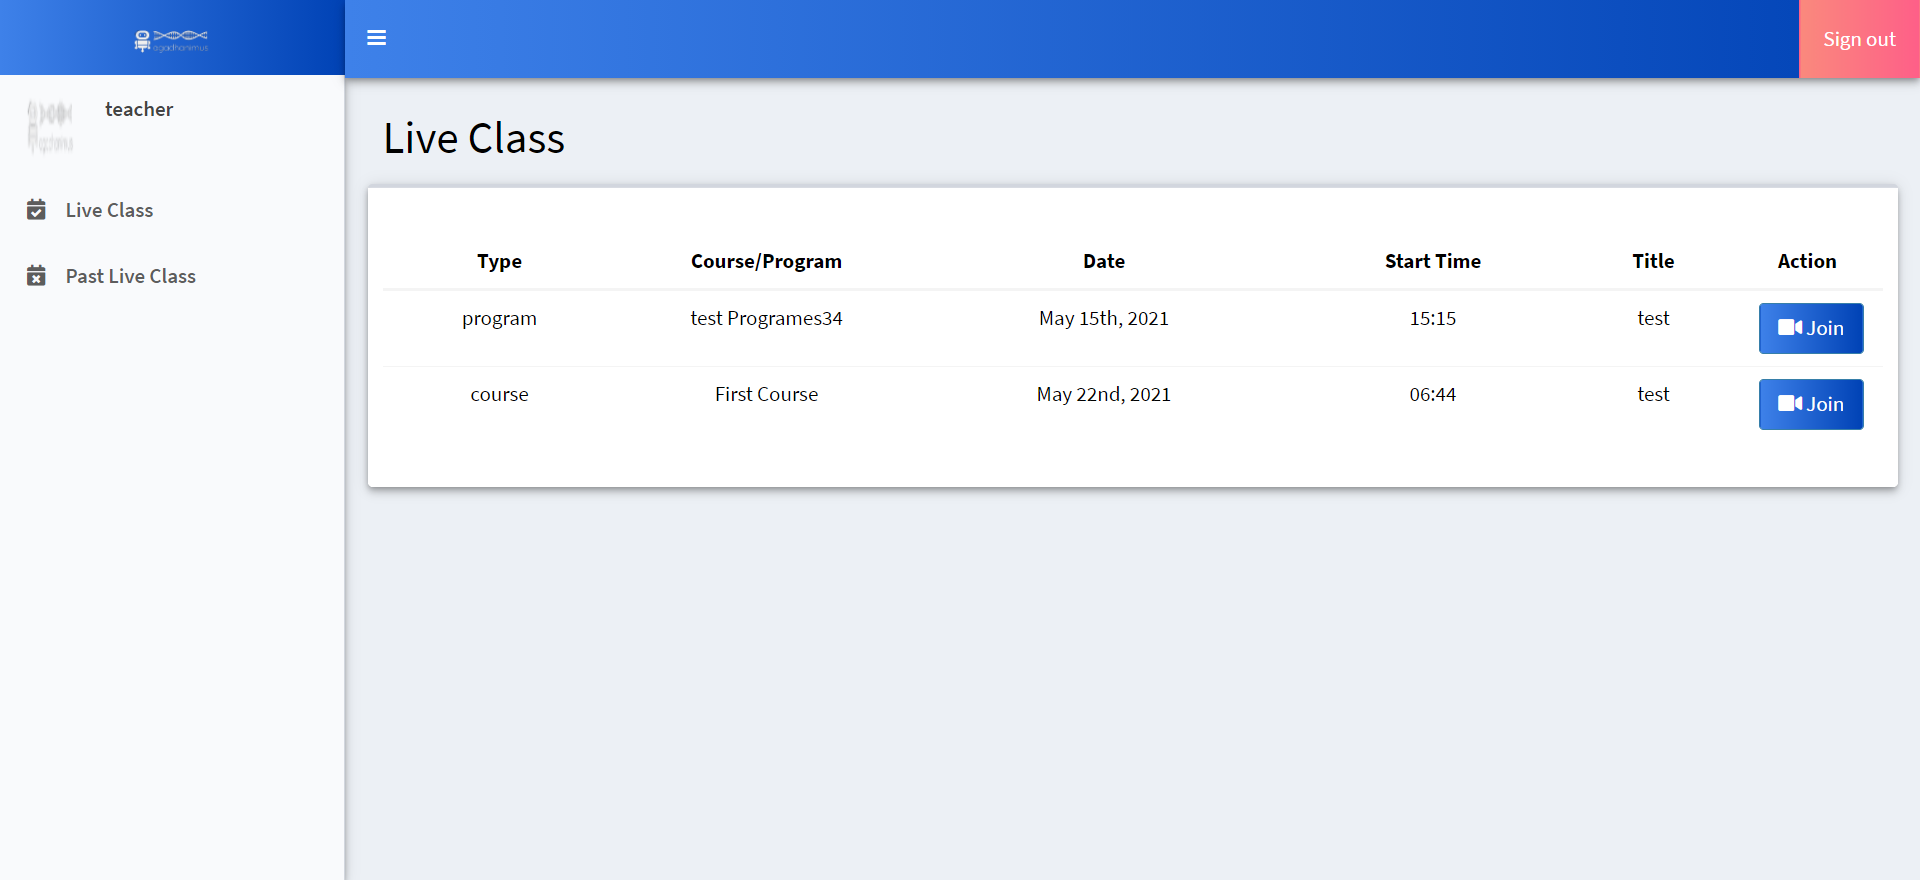 Sign out
teacher
Live Class
Past Live Class
Live Class
Type Course/Program Date Start Time Title Action
program test Programes34 May 15th, 2021 15:15 test Join
course First Course May 22nd, 2021 06:44 test Join